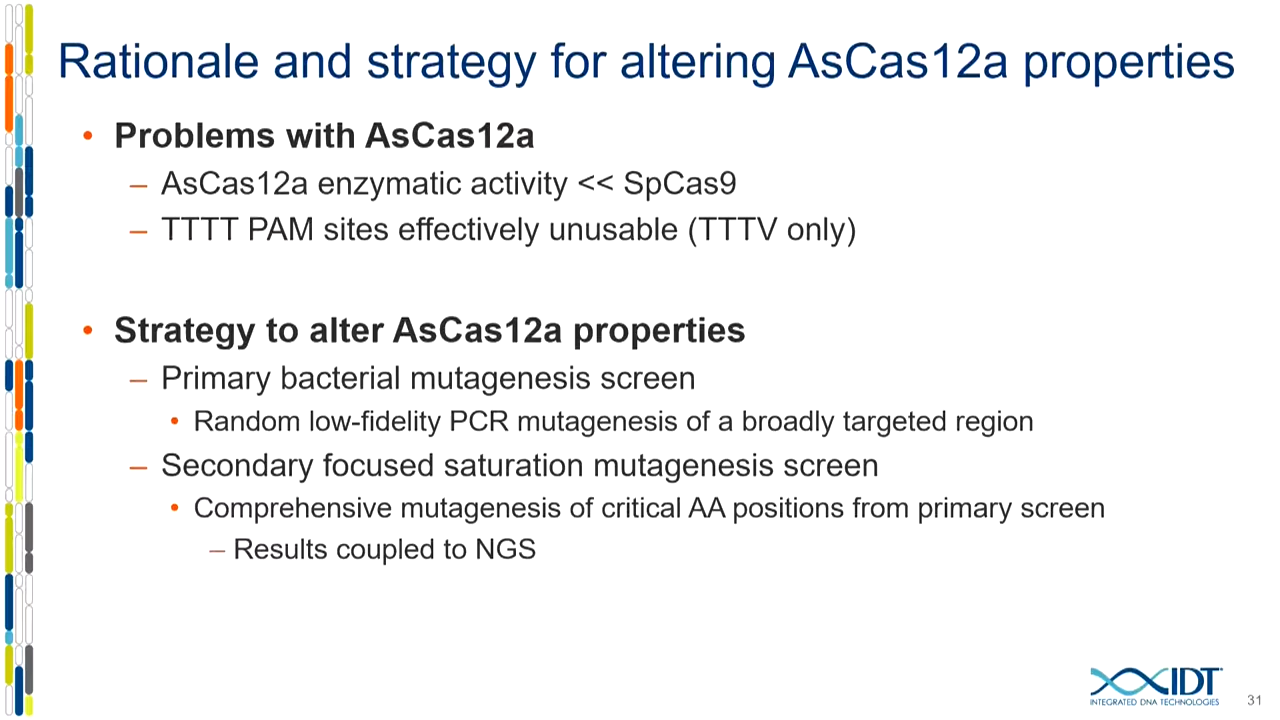 Rationale and strategy for altering AsCas12a properties
• Problems with AsCas12a
– AsCas12a enzymatic activity << SpCas9
– TTTT PAM sites effectively unusable (TTTV only)
• Strategy to alter AsCas12a properties
– Primary bacterial mutagenesis screen
• Random low-fidelity PCR mutagenesis of a broadly targeted region
– Secondary focused saturation mutagenesis screen
• Comprehensive mutagenesis of critical AA positions from primary screen
– Results coupled to NGS
IDT
INTEGRATED DNA TECHNOLOGIES
31